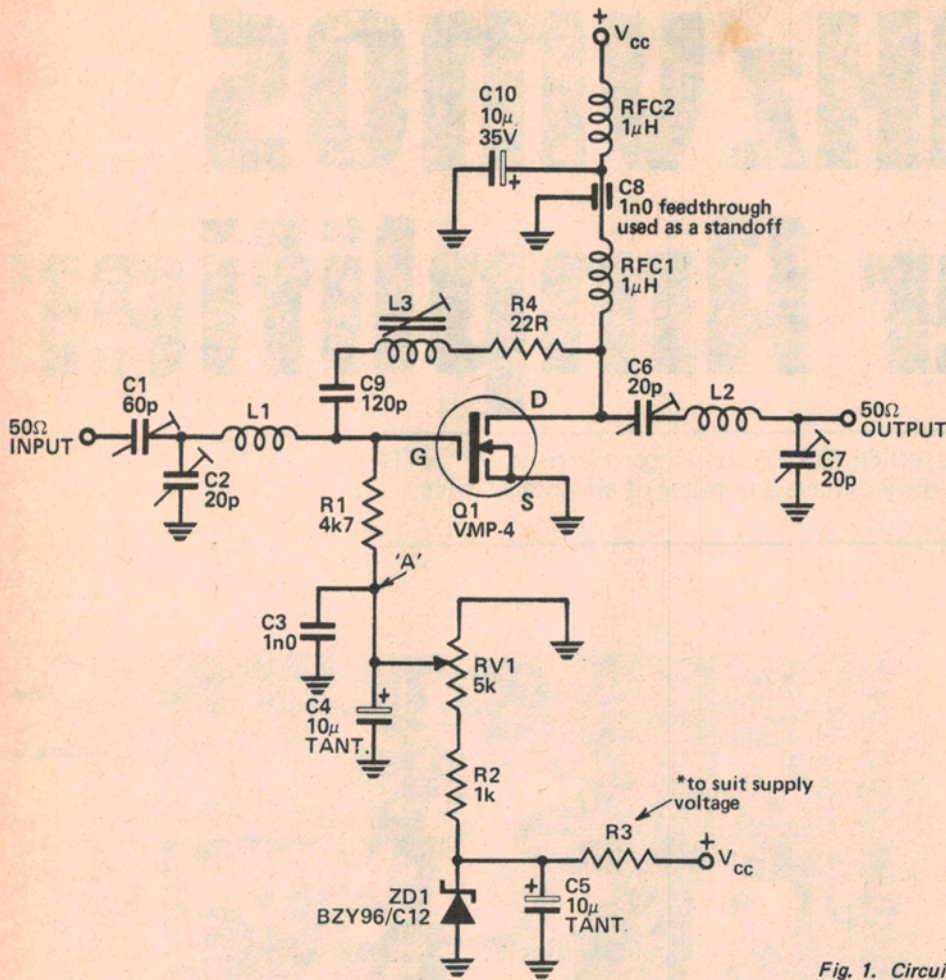 +
Vcc
C10
10μ
35V
+
RFC2
1μH
C8
1n0 feedthrough
used as a standoff
RFC1
1μH
L3
R4
22R
C9
120p
C1
60p
50Ω
INPUT
C2
20p
L1
G
D
S
Q1
VMP-4
C6
20p
L2
50Ω
OUTPUT
C7
20p
R1
4k7
'A'
C3
1n0
+
C4
10μ
TANT.
RV1
5k
R2
1k
*to suit supply
voltage
R3
+
Vcc
ZD1
BZY96/C12
+
C5
10μ
TANT.
Fig. 1. Circui